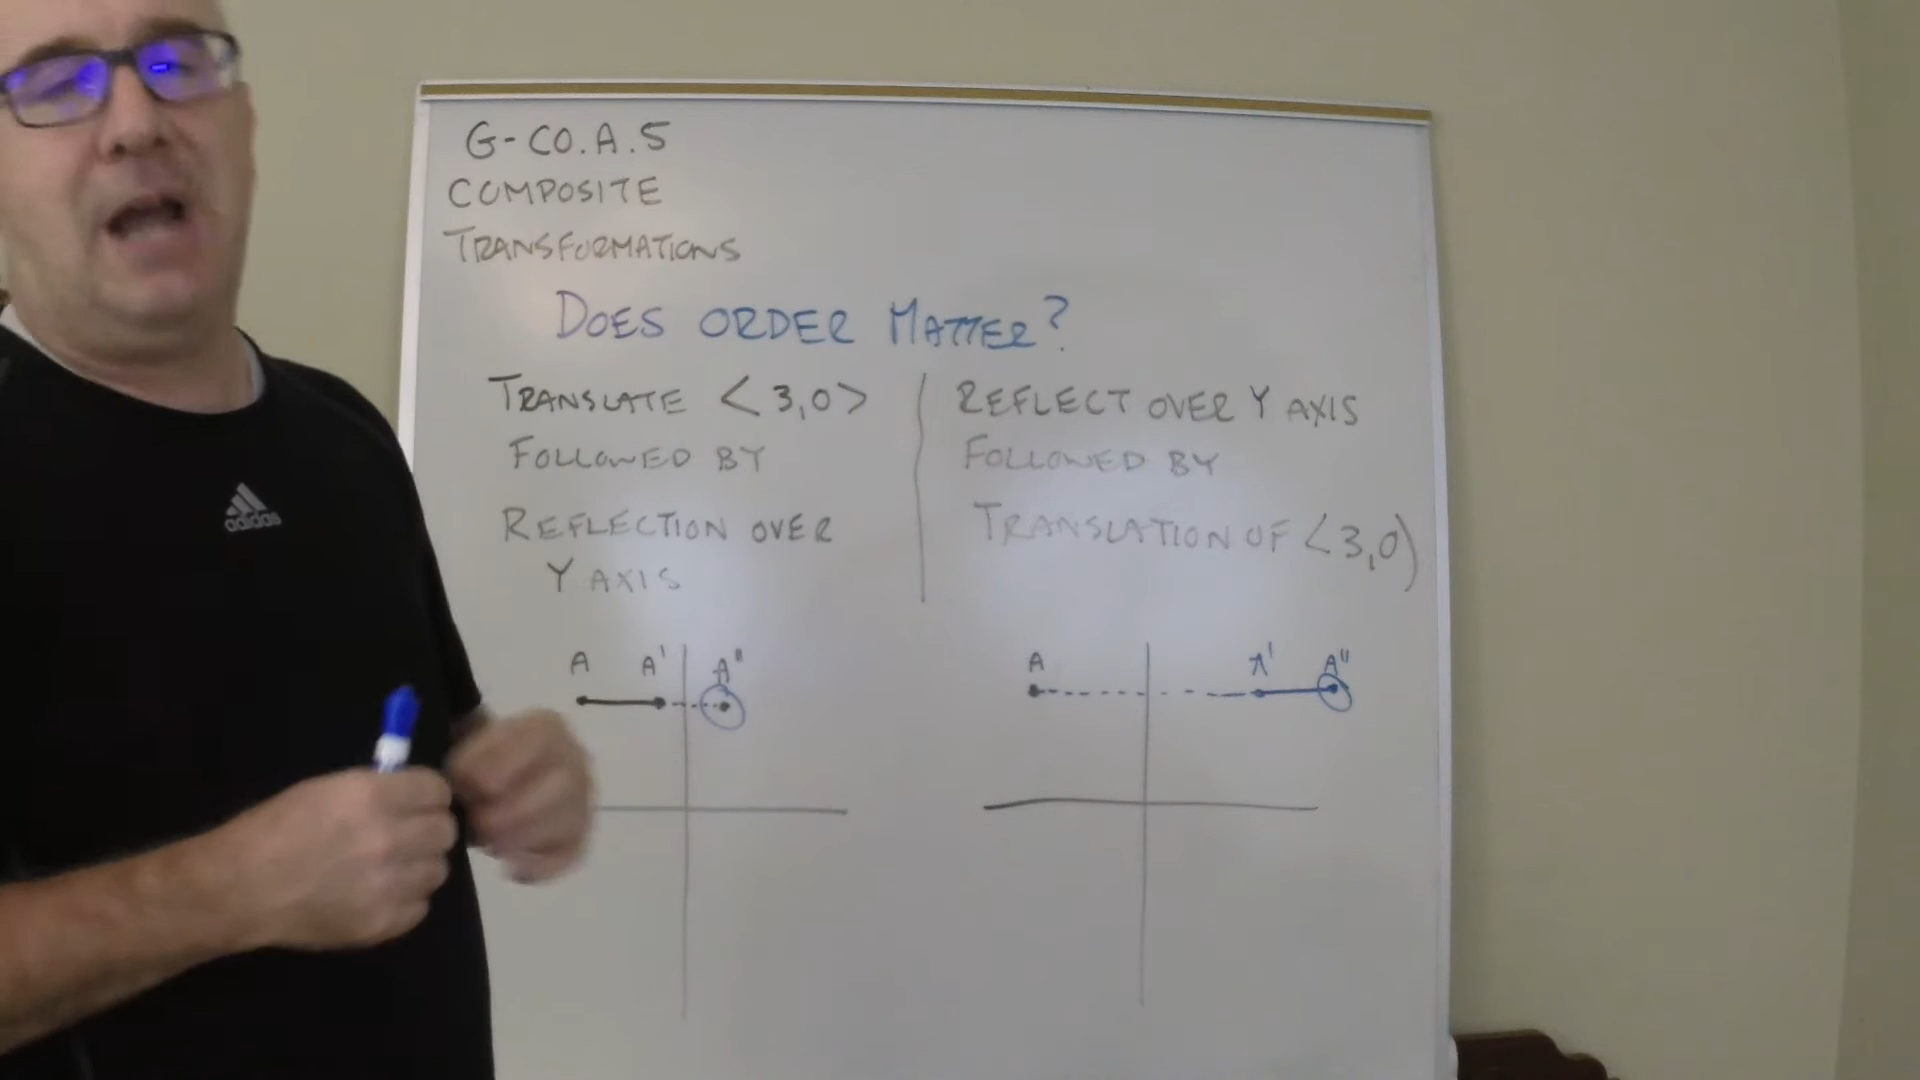 G-CO.A.5
COMPOSITE
TRANSFORMATIONS
DOES ORDER MATTER?
TRANSLATE <3,0>
FOLLOWED BY
REFLECTION OVER
Y AXIS
REFLECT OVER Y AXIS
FOLLOWED BY
TRANSLATION OF <3,0)
A A' A"
A A' A"
adidas